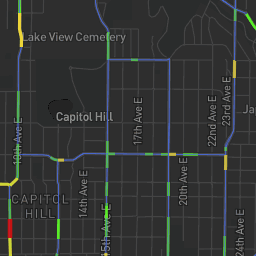 Lake View Cemetery
Capitol Hill
17th Ave E
22nd Ave E
23rd Ave E
10th Ave E
CAPITOL
HILL
14th Ave E
20th Ave E
15th Ave E
24th Ave E